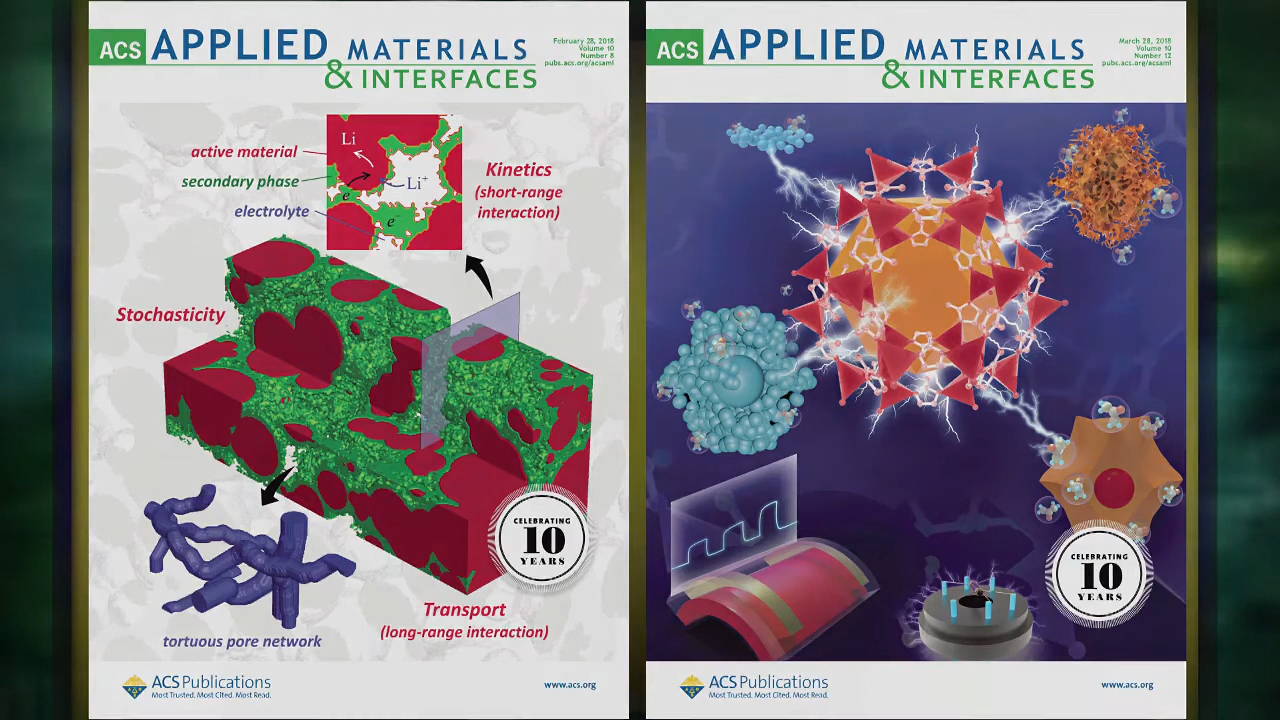 ACS APPLIED MATERIALS
& INTERFACES
February 28, 2018
Volume 10
Number 8
pubs.acs.org/acsami
active material
secondary phase
electrolyte
Li
Li⁺
e⁻
e⁻
Kinetics
(short-range
interaction)
Stochasticity
CELEBRATING
10
YEARS
Transport
(long-range interaction)
tortuous pore network
ACS Publications
Most Trusted. Most Cited. Most Read.
www.acs.org
ACS APPLIED MATERIALS
& INTERFACES
March 28, 2018
Volume 10
Number 12
pubs.acs.org/acsami
CELEBRATING
10
YEARS
ACS Publications
Most Trusted. Most Cited. Most Read.
www.acs.org